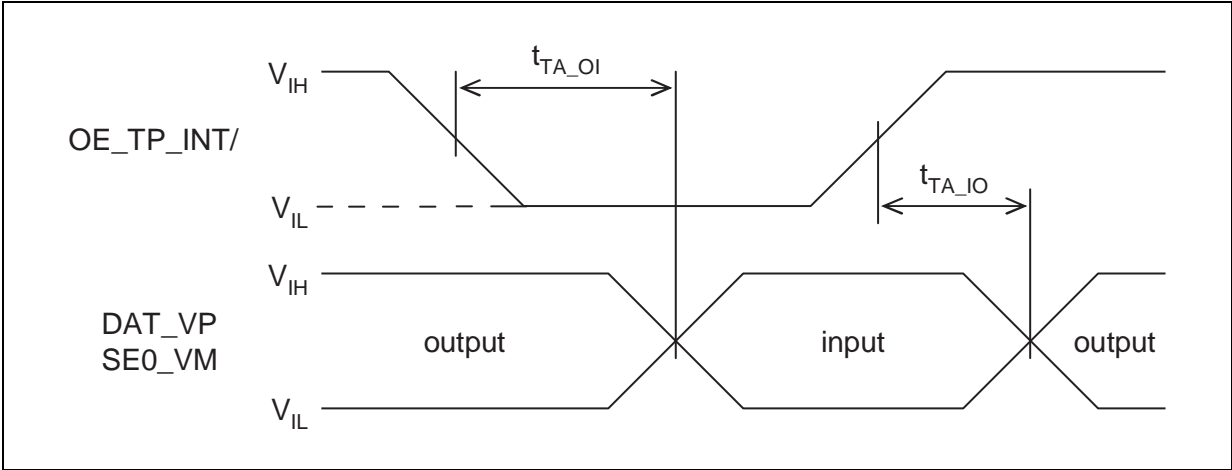 t_TA_OI
V_IH
OE_TP_INT/
t_TA_IO
V_IL
V_IH
DAT_VP
SE0_VM
output input output
V_IL